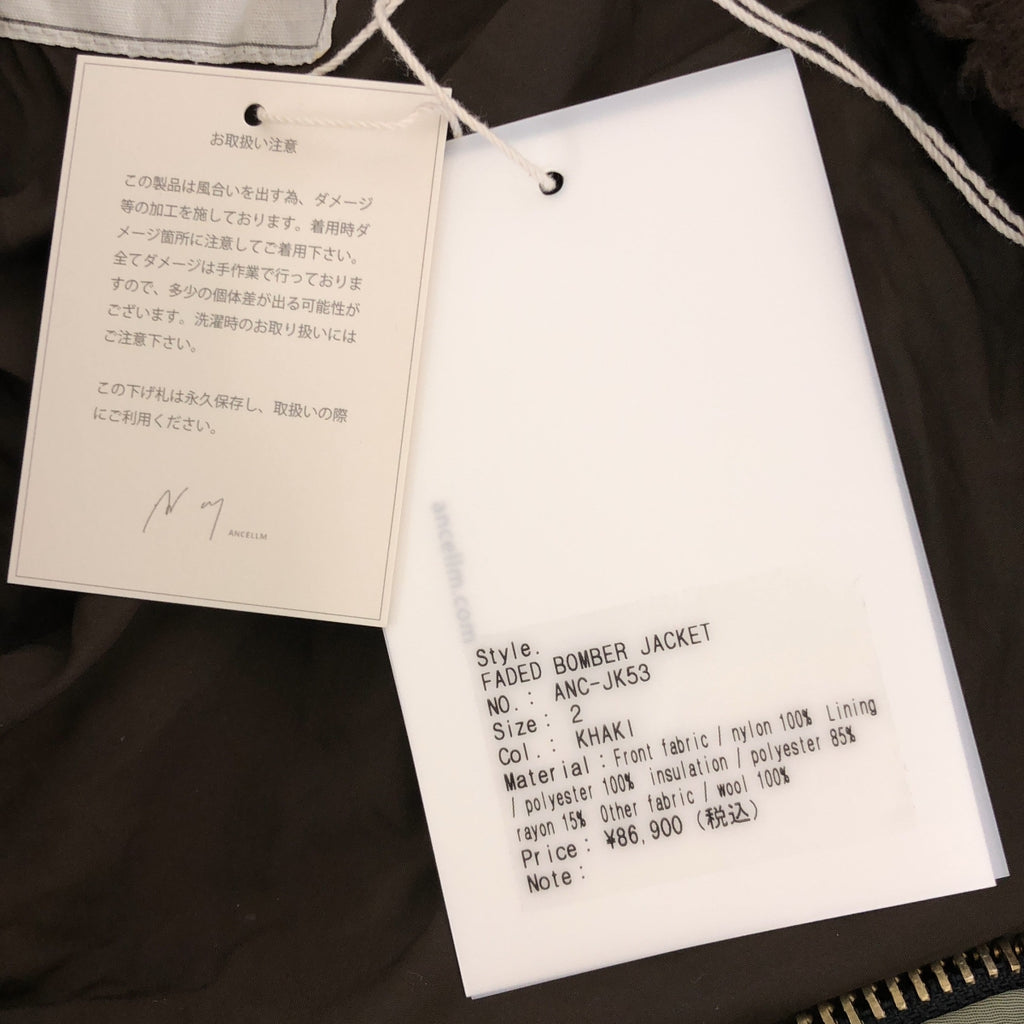 お取扱い注意
この製品は風合いを出す為、ダメージ
等の加工を施しております。着用時ダ
メージ箇所に注意してご着用下さい。
全てダメージは手作業で行っておりま
すので、多少の個体差が出る可能性が
ございます。洗濯時のお取り扱いには
ご注意下さい。
この下げ札は永久保存し、取扱いの際
にご利用ください。
ANCELLM
ancellm.com
Style.
FADED BOMBER JACKET
NO.: ANC-JK53
Size: 2
Col.: KHAKI
Material:Front fabric / nylon 100% Lining
/ polyester 100% insulation / polyester 85%
rayon 15% Other fabric / wool 100%
Price: ¥86,900 (税込)
Note: